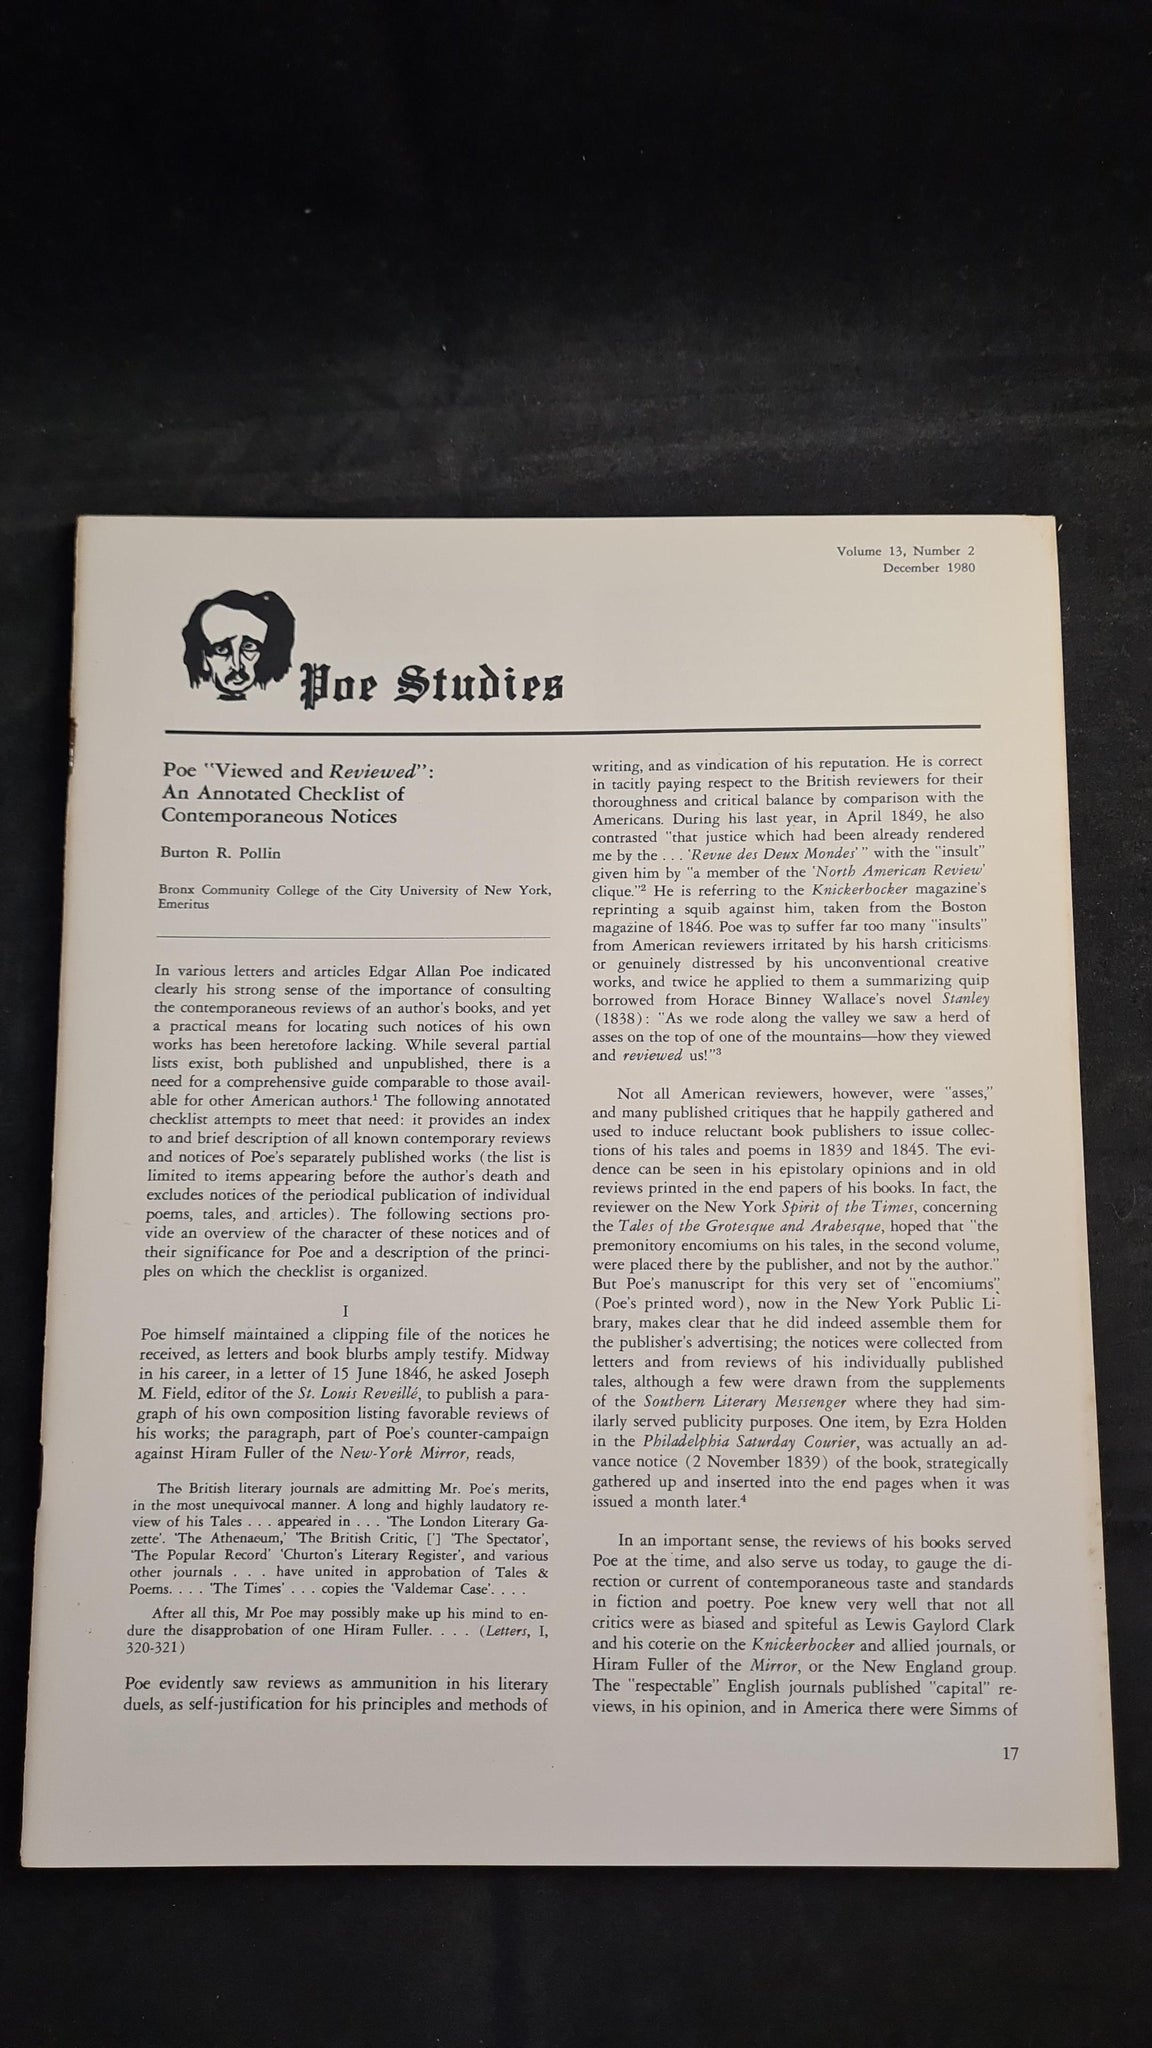 Volume 13, Number 2
December 1980
Poe Studies
Poe "Viewed and Reviewed":
An Annotated Checklist of
Contemporaneous Notices
Burton R. Pollin
Bronx Community College of the City University of New York,
Emeritus
In various letters and articles Edgar Allan Poe indicated
clearly his strong sense of the importance of consulting
the contemporaneous reviews of an author's books, and yet
a practical means for locating such notices of his own
works has been heretofore lacking. While several partial
lists exist, both published and unpublished, there is a
need for a comprehensive guide comparable to those avail-
able for other American authors.¹ The following annotated
checklist attempts to meet that need: it provides an index
to and brief description of all known contemporary reviews
and notices of Poe's separately published works (the list is
limited to items appearing before the author's death and
excludes notices of the periodical publication of individual
poems, tales, and articles). The following sections pro-
vide an overview of the character of these notices and of
their significance for Poe and a description of the princi-
ples on which the checklist is organized.
I
Poe himself maintained a clipping file of the notices he
received, as letters and book blurbs amply testify. Midway
in his career, in a letter of 15 June 1846, he asked Joseph
M. Field, editor of the St. Louis Reveillé, to publish a para-
graph of his own composition listing favorable reviews of
his works; the paragraph, part of Poe's counter-campaign
against Hiram Fuller of the New-York Mirror, reads,
The British literary journals are admitting Mr. Poe's merits,
in the most unequivocal manner. A long and highly laudatory re-
view of his Tales . . . appeared in . . . 'The London Literary Ga-
zette'. 'The Athenaeum,' 'The British Critic, ['] 'The Spectator',
'The Popular Record' 'Churton's Literary Register', and various
other journals . . . have united in approbation of Tales &
Poems. . . . 'The Times' . . . copies the 'Valdemar Case'. . . .
After all this, Mr Poe may possibly make up his mind to en-
dure the disapprobation of one Hiram Fuller. . . . (Letters, I,
320-321)
Poe evidently saw reviews as ammunition in his literary
duels, as self-justification for his principles and methods of
writing, and as vindication of his reputation. He is correct
in tacitly paying respect to the British reviewers for their
thoroughness and critical balance by comparison with the
Americans. During his last year, in April 1849, he also
contrasted "that justice which had been already rendered
me by the . . . 'Revue des Deux Mondes' " with the "insult"
given him by "a member of the 'North American Review'
clique."² He is referring to the Knickerbocker magazine's
reprinting a squib against him, taken from the Boston
magazine of 1846. Poe was to suffer far too many "insults"
from American reviewers irritated by his harsh criticisms
or genuinely distressed by his unconventional creative
works, and twice he applied to them a summarizing quip
borrowed from Horace Binney Wallace's novel Stanley
(1838): "As we rode along the valley we saw a herd of
asses on the top of one of the mountains—how they viewed
and reviewed us!"³
Not all American reviewers, however, were "asses,"
and many published critiques that he happily gathered and
used to induce reluctant book publishers to issue collec-
tions of his tales and poems in 1839 and 1845. The evi-
dence can be seen in his epistolary opinions and in old
reviews printed in the end papers of his books. In fact, the
reviewer on the New York Spirit of the Times, concerning
the Tales of the Grotesque and Arabesque, hoped that "the
premonitory encomiums on his tales, in the second volume,
were placed there by the publisher, and not by the author."
But Poe's manuscript for this very set of "encomiums"
(Poe's printed word), now in the New York Public Li-
brary, makes clear that he did indeed assemble them for
the publisher's advertising; the notices were collected from
letters and from reviews of his individually published
tales, although a few were drawn from the supplements
of the Southern Literary Messenger where they had sim-
ilarly served publicity purposes. One item, by Ezra Holden
in the Philadelphia Saturday Courier, was actually an ad-
vance notice (2 November 1839) of the book, strategically
gathered up and inserted into the end pages when it was
issued a month later.⁴
In an important sense, the reviews of his books served
Poe at the time, and also serve us today, to gauge the di-
rection or current of contemporaneous taste and standards
in fiction and poetry. Poe knew very well that not all
critics were as biased and spiteful as Lewis Gaylord Clark
and his coterie on the Knickerbocker and allied journals, or
Hiram Fuller of the Mirror, or the New England group.
The "respectable" English journals published "capital" re-
views, in his opinion, and in America there were Simms of
17